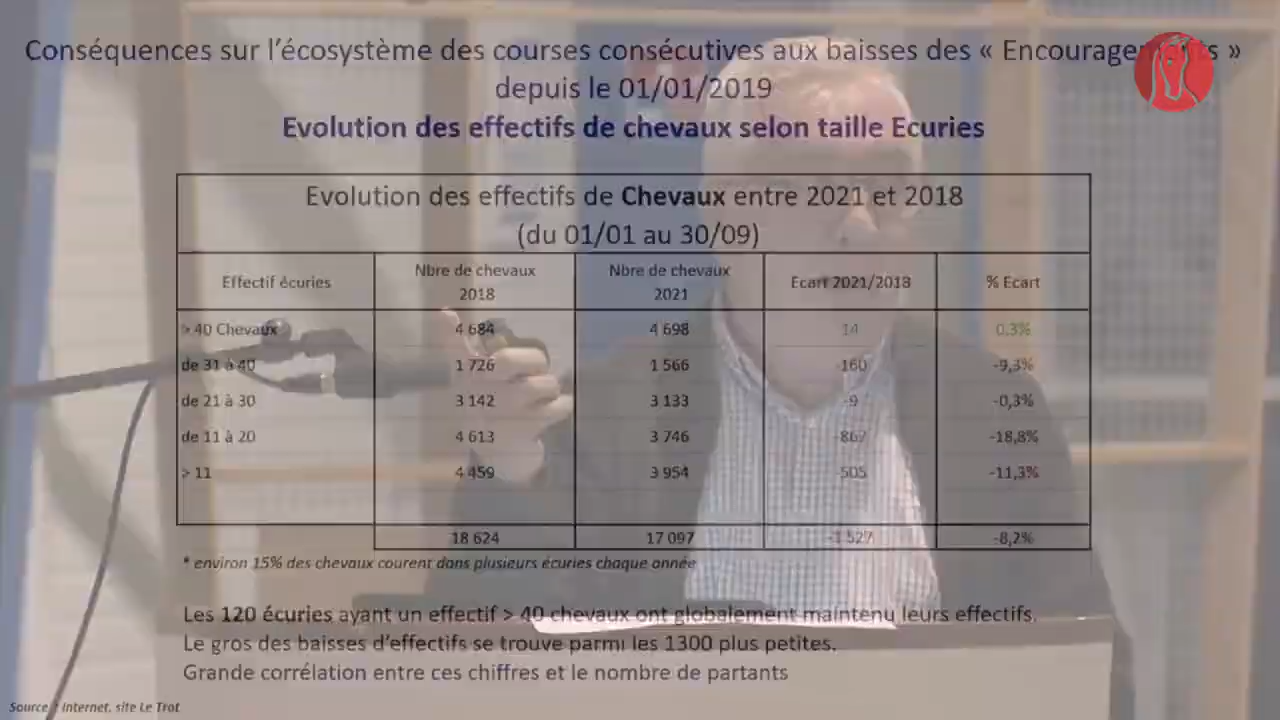 Conséquences sur l'écosystème des courses consécutives aux baisses des « Encouragements »
depuis le 01/01/2019
Evolution des effectifs de chevaux selon taille Ecuries
Evolution des effectifs de Chevaux entre 2021 et 2018
(du 01/01 au 30/09)
Effectif écuries Nbre de chevaux 2018 Nbre de chevaux 2021 Ecart 2021/2018 % Ecart
> 40 Chevaux 4 684 4 698 14 0,3%
de 31 à 40 1 726 1 566 -160 -9,3%
de 21 à 30 3 142 3 133 -9 -0,3%
de 11 à 20 4 613 3 746 -867 -18,8%
> 11 4 459 3 954 -505 -11,3%
18 624 17 097 -1 527 -8,2%
* environ 15% des chevaux courent dans plusieurs écuries chaque année
Les 120 écuries ayant un effectif > 40 chevaux ont globalement maintenu leurs effectifs.
Le gros des baisses d'effectifs se trouve parmi les 1300 plus petites.
Grande corrélation entre ces chiffres et le nombre de partants
Source : Internet, site Le Trot